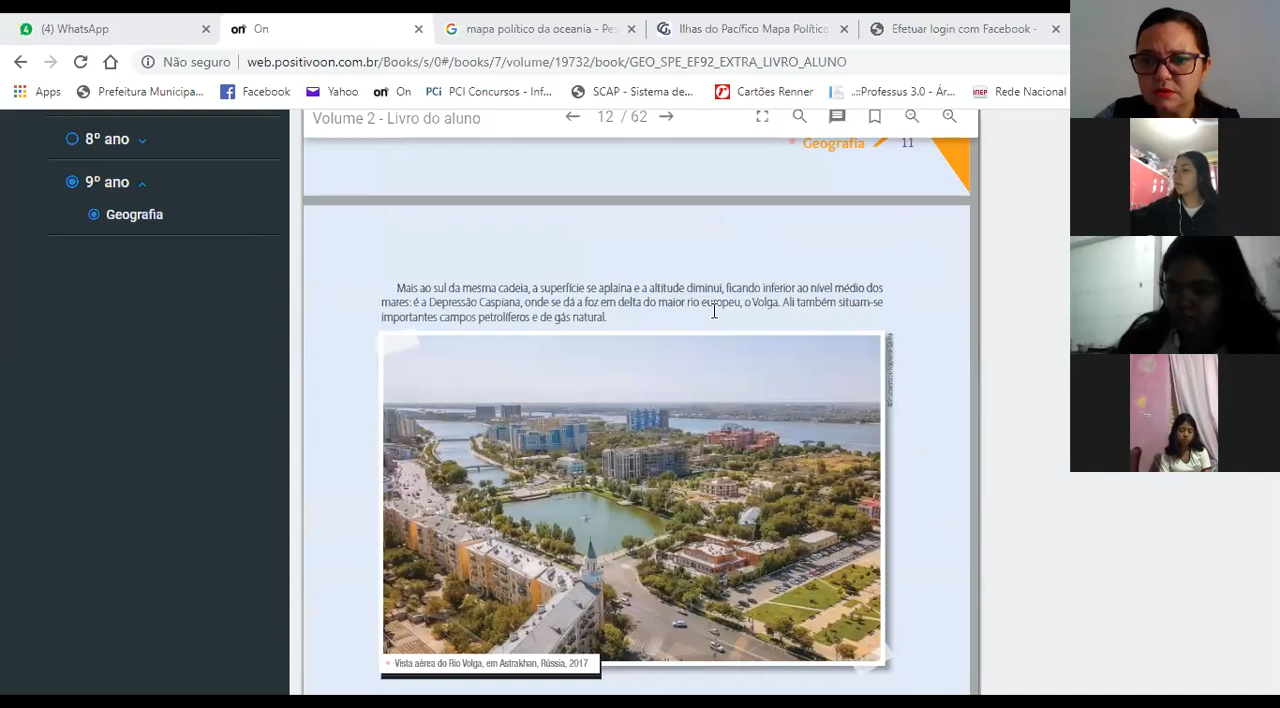 (4) WhatsApp
On
mapa político da oceania - Pes
Ilhas do Pacífico Mapa Político
Efetuar login com Facebook -
Não seguro
web.positivoon.com.br/Books/s/0#/books/7/volume/19732/book/GEO_SPE_EF92_EXTRA_LIVRO_ALUNO
Apps
Prefeitura Municipa...
Facebook
Yahoo
On
PCI Concursos - Inf...
SCAP - Sistema de...
Cartões Renner
..::Professus 3.0 - Ár...
Rede Nacional
Volume 2 - Livro do aluno
12 / 62
8º ano
9º ano
Geografia
Geografia 11
Mais ao sul da mesma cadeia, a superfície se aplaina e a altitude diminui, ficando inferior ao nível médio dos
mares: é a Depressão Caspiana, onde se dá a foz em delta do maior rio europeu, o Volga. Ali também situam-se
importantes campos petrolíferos e de gás natural.
Vista aérea do Rio Volga, em Astrakhan, Rússia, 2017